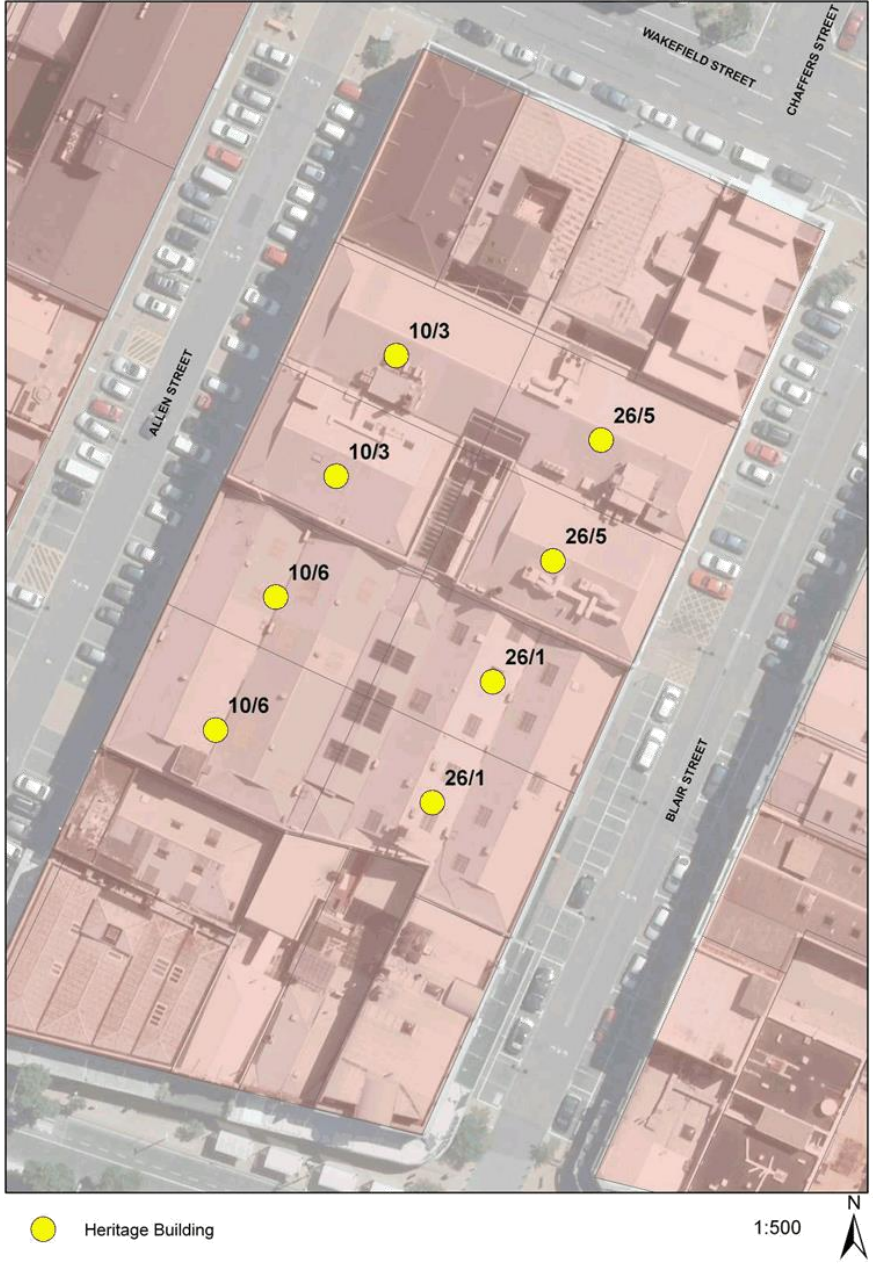 WAKEFIELD STREET
CHAFFERS STREET
10/3
26/5
ALLEN STREET
10/3
26/5
10/6
26/1
10/6
26/1
BLAIR STREET
Heritage Building
1:500
N